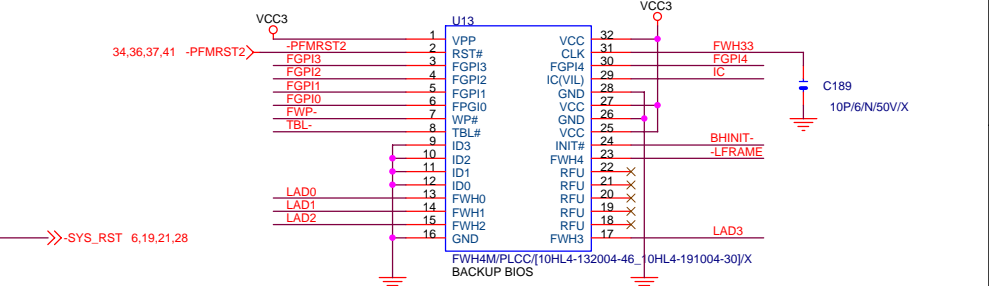 VCC3
VCC3
U13
34,36,37,41 -PFMRST2
-PFMRST2
FGPI3
FGPI2
FGPI1
FGPI0
FWP-
TBL-
LAD0
LAD1
LAD2
1 VPP
2 RST#
3 FGPI3
4 FGPI2
5 FGPI1
6 FPGI0
7 WP#
8 TBL#
9 ID3
10 ID2
11 ID1
12 ID0
13 FWH0
14 FWH1
15 FWH2
16 GND
VCC 32
CLK 31
FGPI4 30
IC(VIL) 29
GND 28
VCC 27
GND 26
VCC 25
INIT# 24
FWH4 23
RFU 22
RFU 21
RFU 20
RFU 19
RFU 18
FWH3 17
FWH33
FGPI4
IC
BHINIT-
-LFRAME
LAD3
C189
10P/6/N/50V/X
-SYS_RST 6,19,21,28
FWH4M/PLCC/[10HL4-132004-46_10HL4-191004-30]/X
BACKUP BIOS